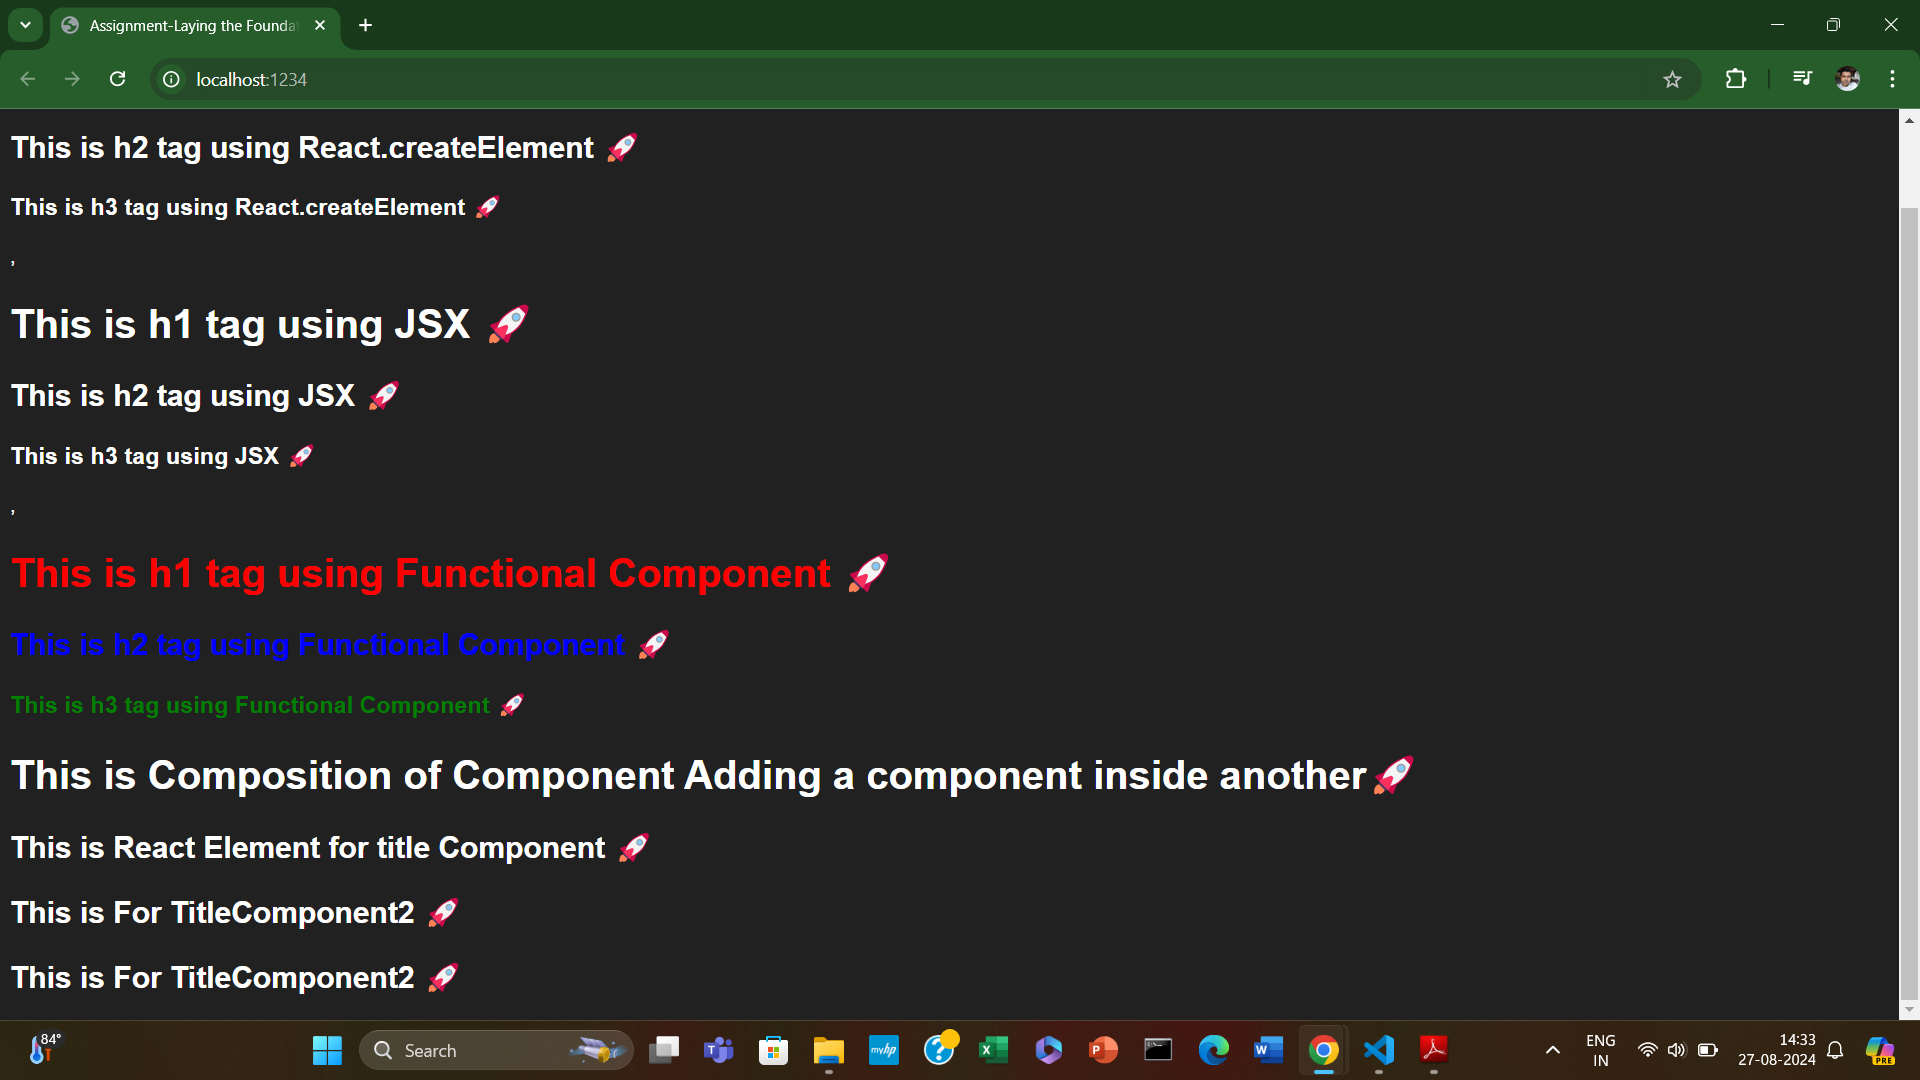 Assignment-Laying the Founda
localhost:1234
This is h2 tag using React.createElement 🚀
This is h3 tag using React.createElement 🚀
,
This is h1 tag using JSX 🚀
This is h2 tag using JSX 🚀
This is h3 tag using JSX 🚀
,
This is h1 tag using Functional Component 🚀
This is h2 tag using Functional Component 🚀
This is h3 tag using Functional Component 🚀
This is Composition of Component Adding a component inside another🚀
This is React Element for title Component 🚀
This is For TitleComponent2 🚀
This is For TitleComponent2 🚀
84°
Search
myhp
ENG
IN
14:33
27-08-2024
PRE